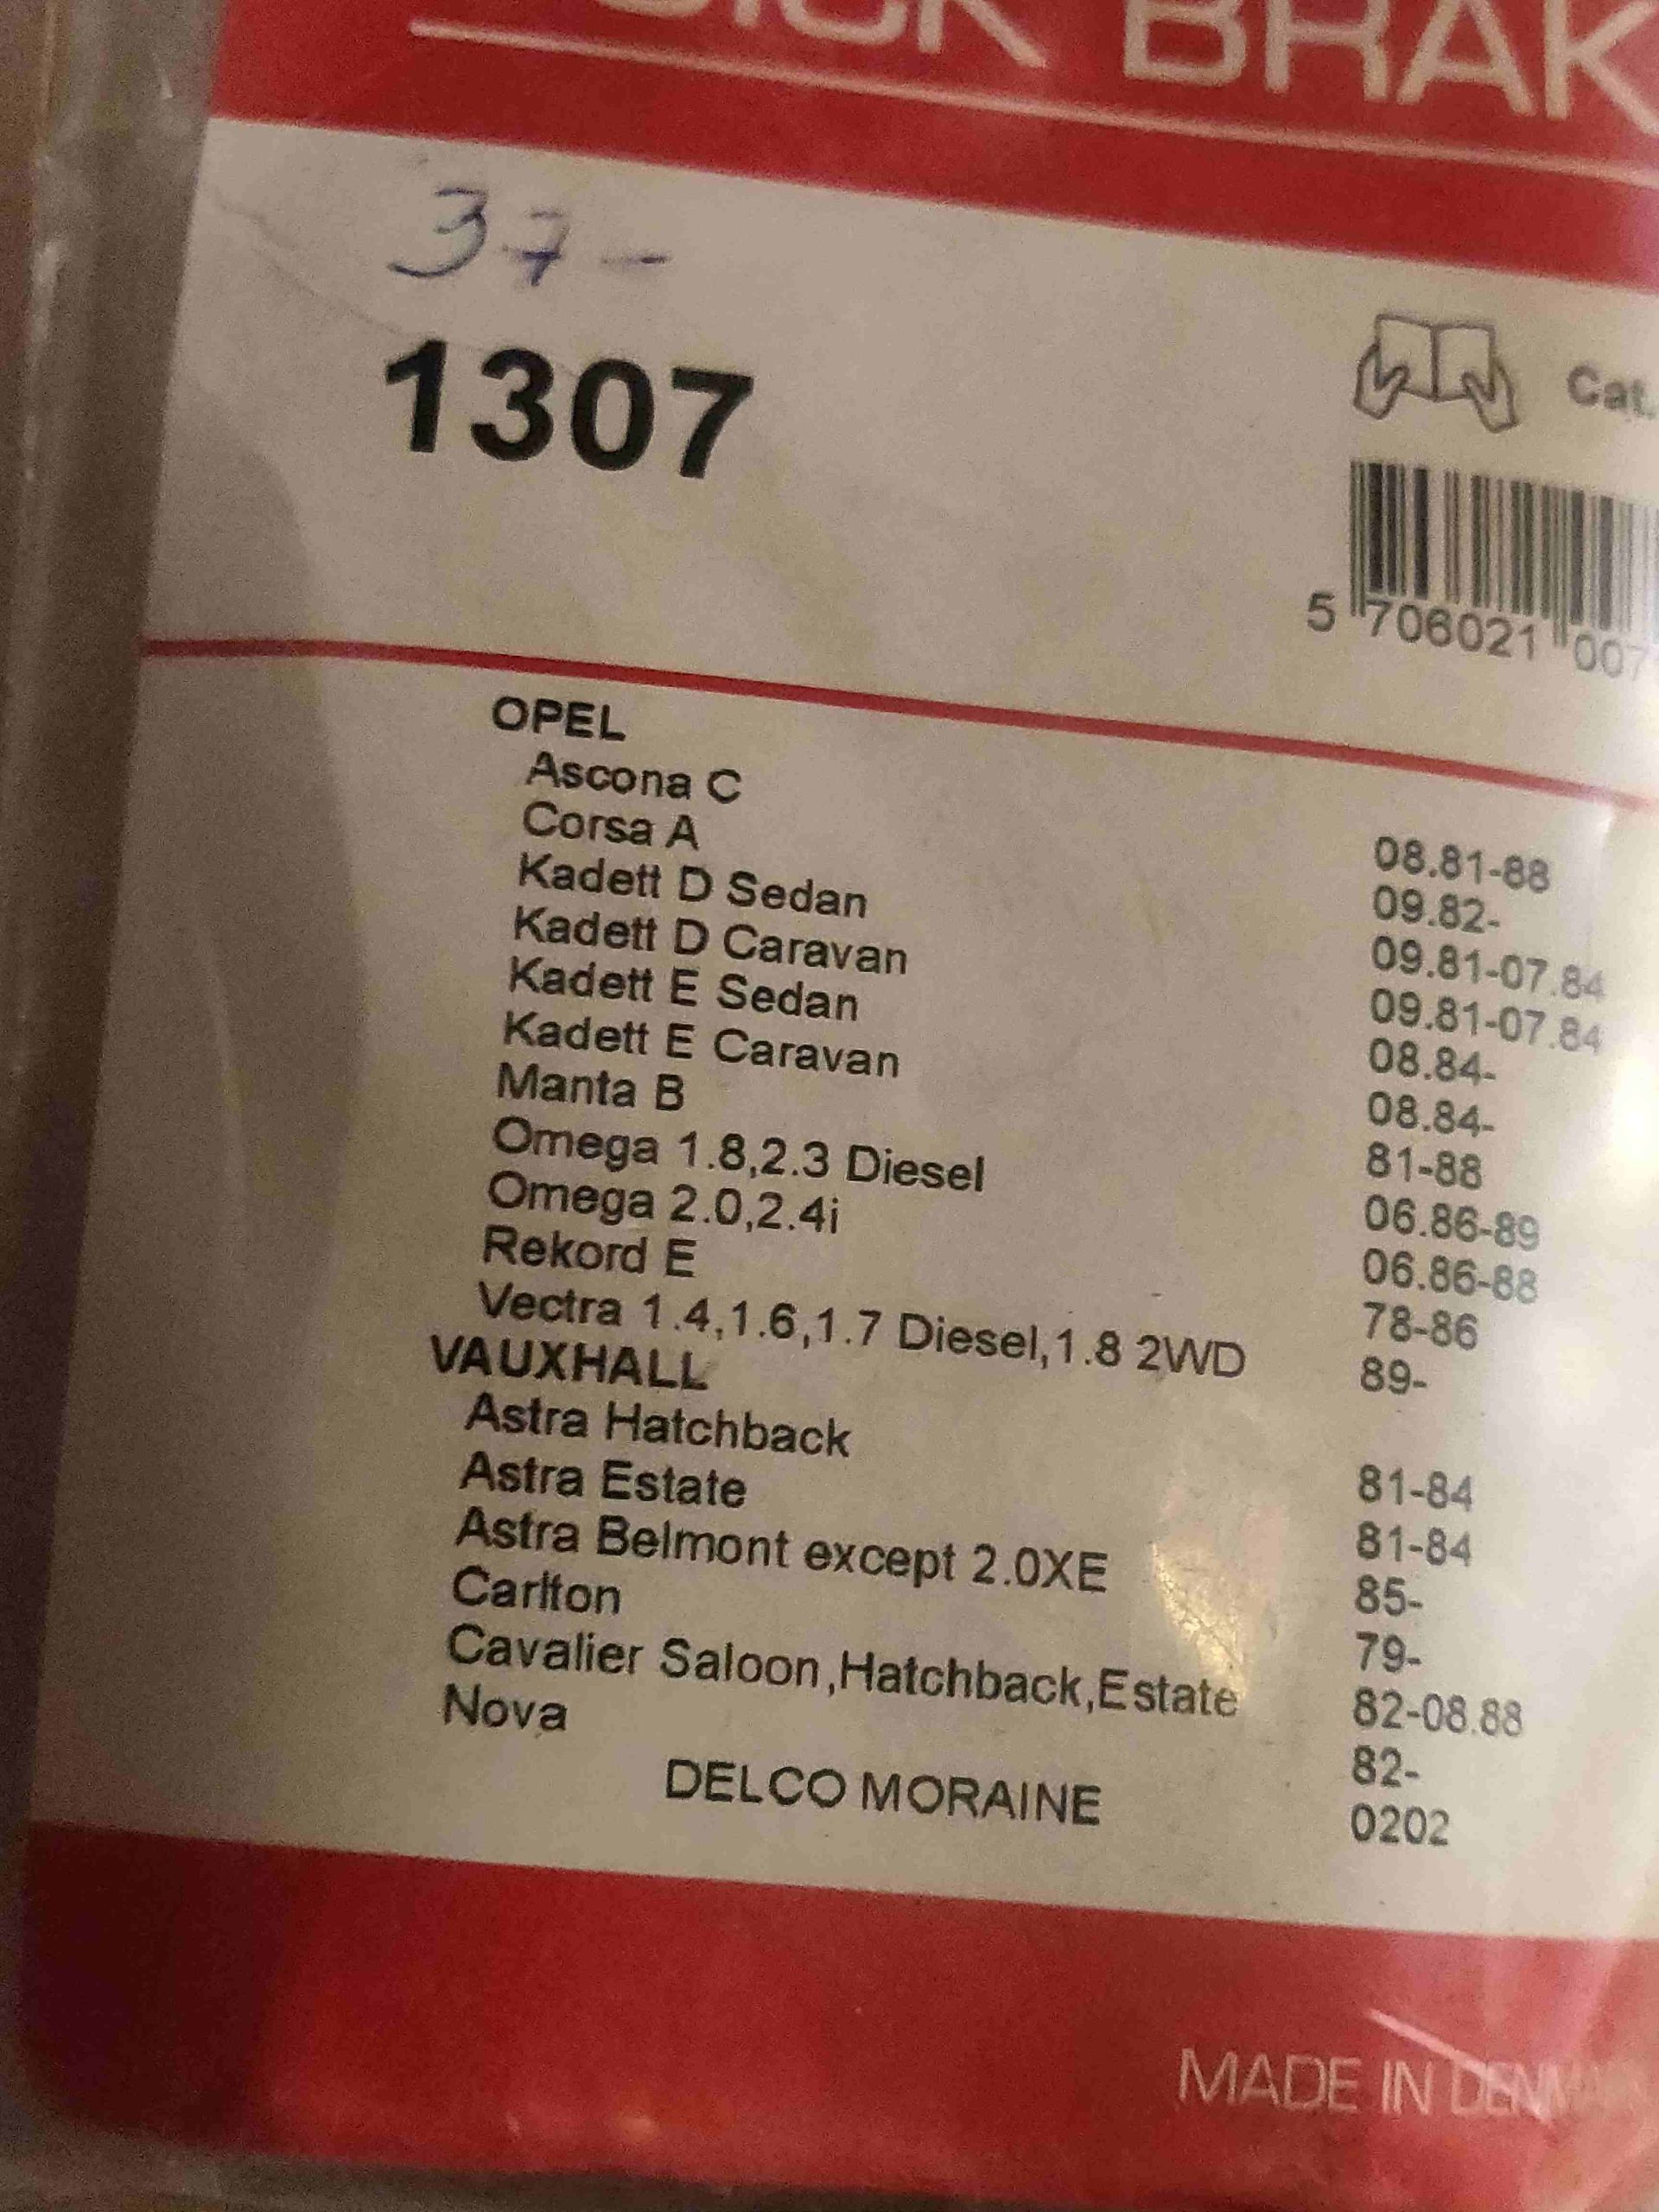 BRAK
37-
1307
Cat.
5 706021 007
OPEL
Ascona C 08.81-88
Corsa A 09.82-
Kadett D Sedan 09.81-07.84
Kadett D Caravan 09.81-07.84
Kadett E Sedan 08.84-
Kadett E Caravan 08.84-
Manta B 81-88
Omega 1.8,2.3 Diesel 06.86-89
Omega 2.0,2.4i 06.86-88
Rekord E 78-86
Vectra 1.4,1.6,1.7 Diesel,1.8 2WD 89-
VAUXHALL
Astra Hatchback 81-84
Astra Estate 81-84
Astra Belmont except 2.0XE 85-
Carlton 79-
Cavalier Saloon,Hatchback,Estate 82-08.88
Nova 82-
DELCO MORAINE 0202
MADE IN DENM